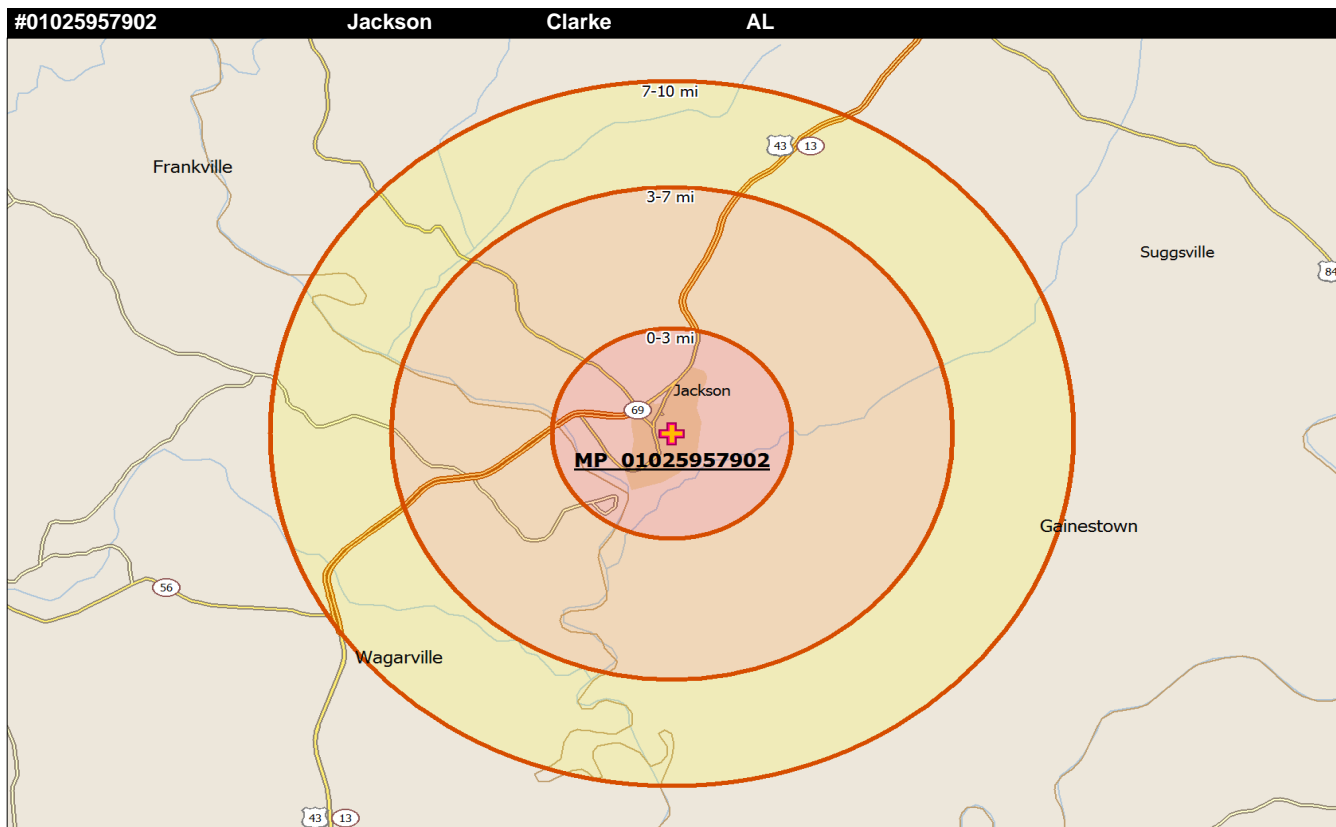 #01025957902 Jackson Clarke AL
7-10 mi
43 13
Frankville
3-7 mi
Suggsville
84
0-3 mi
Jackson
69
MP 01025957902
Gainestown
56
Wagarville
43 13